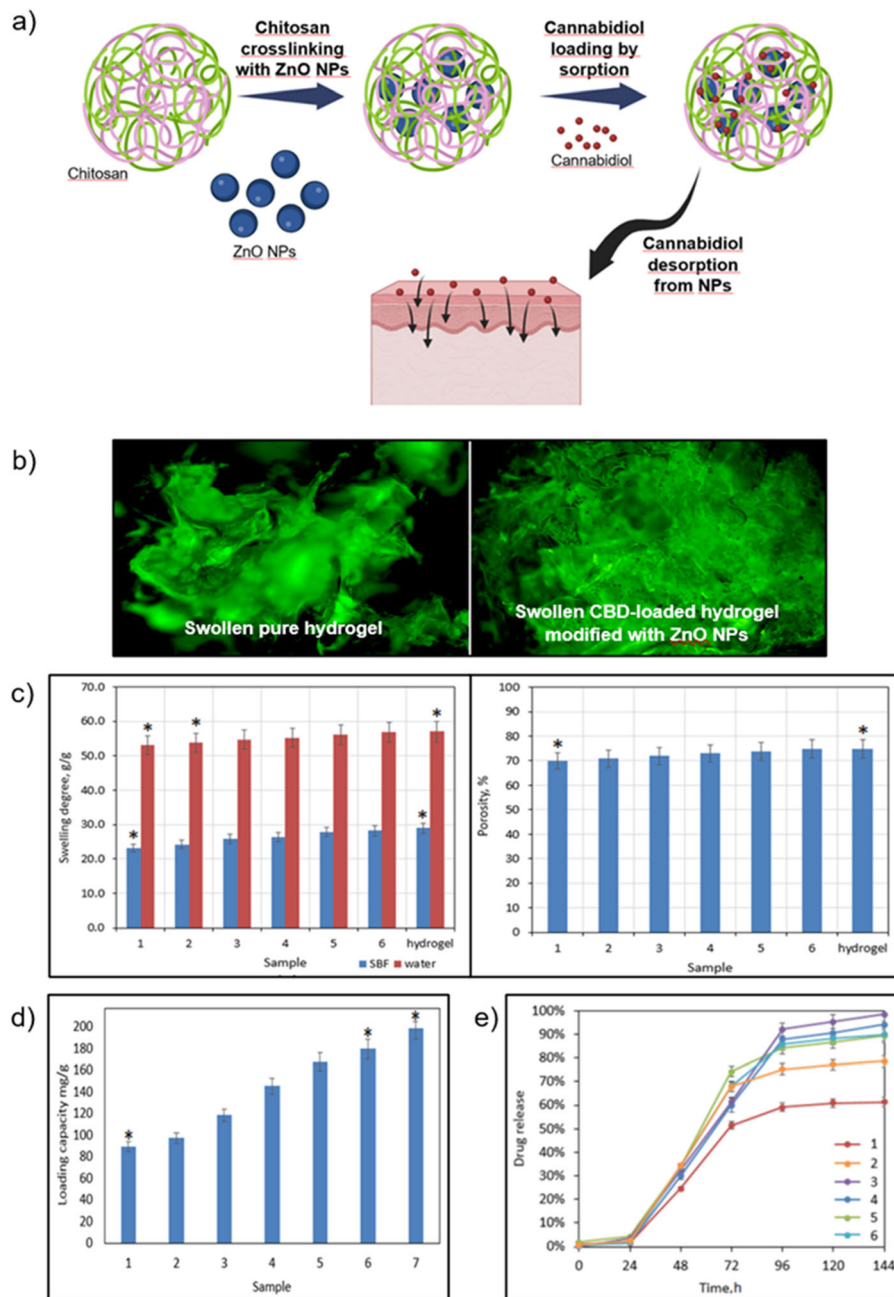 a)
Chitosan
crosslinking
with ZnO NPs
Cannabidiol
loading by
sorption
Chitosan
Cannabidiol
ZnO NPs
Cannabidiol
desorption
from NPs
b)
Swollen pure hydrogel
Swollen CBD-loaded hydrogel
modified with ZnO NPs
c)
Swelling degree, g/g
70.0
60.0
50.0
40.0
30.0
20.0
10.0
0.0
* * *
* *
1 2 3 4 5 6 hydrogel
Sample
SBF water
Porosity, %
100
90
80
70
60
50
40
30
20
10
0
* *
1 2 3 4 5 6 hydrogel
Sample
d)
Loading capacity mg/g
200
180
160
140
120
100
80
60
40
20
0
* * *
1 2 3 4 5 6 7
Sample
e)
Drug release
100%
90%
80%
70%
60%
50%
40%
30%
20%
10%
0%
1
2
3
4
5
6
0 24 48 72 96 120 144
Time,h